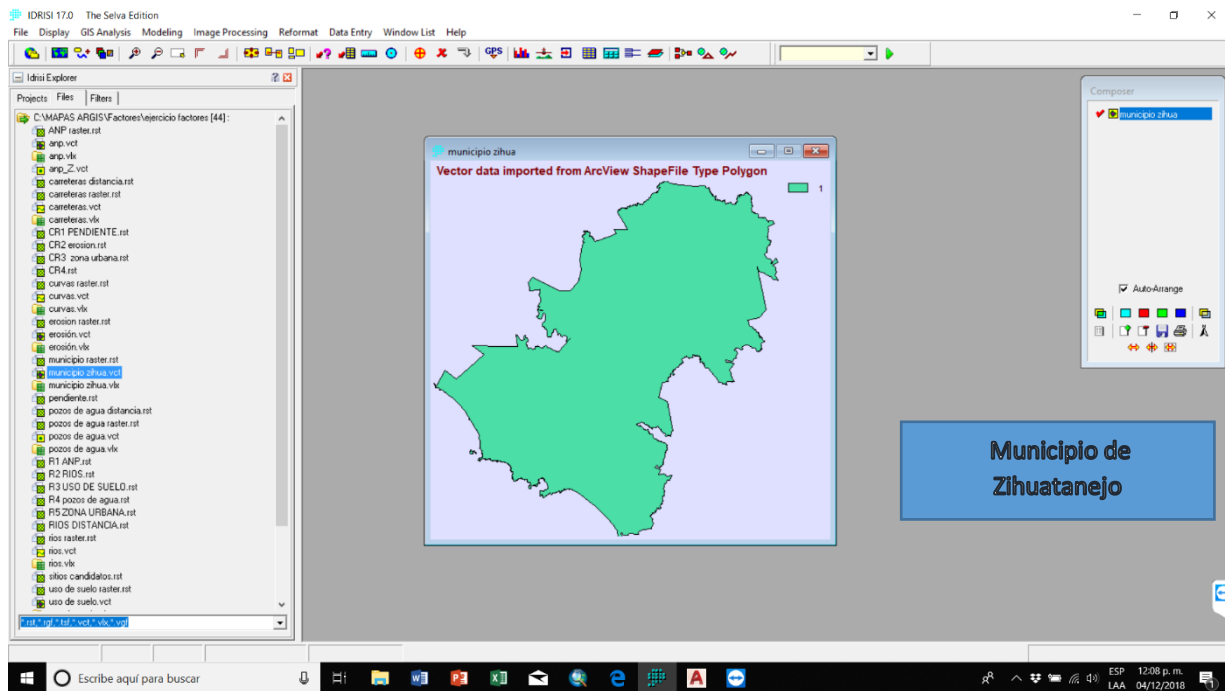 IDRISI 17.0 The Selva Edition
File Display GIS Analysis Modeling Image Processing Reformat Data Entry Window List Help
GPS
Idrisi Explorer
Projects Files Filters
C:\MAPAS ARGIS\Factores\ejercicio factores [44] :
ANP raster.rst
anp.vct
anp.vlx
anp_Z.vct
carreteras distancia.rst
carreteras raster.rst
carreteras.vct
carreteras.vlx
CR1 PENDIENTE.rst
CR2 erosion.rst
CR3 zona urbana.rst
CR4.rst
curvas raster.rst
curvas.vct
curvas.vlx
erosion raster.rst
erosión.vct
erosión.vlx
municipio raster.rst
municipio zihua.vct
municipio zihua.vlx
pendiente.rst
pozos de agua distancia.rst
pozos de agua raster.rst
pozos de agua.vct
pozos de agua.vlx
R1 ANP.rst
R2 RIOS.rst
R3 USO DE SUELO.rst
R4 pozos de agua.rst
R5 ZONA URBANA.rst
RIOS DISTANCIA.rst
rios raster.rst
rios.vct
rios.vlx
sitios candidatos.rst
uso de suelo raster.rst
uso de suelo.vct
*.rst,*.rgf,*.tsf,*.vct,*.vlx,*.vgf
municipio zihua
Vector data imported from ArcView ShapeFile Type Polygon
1
Composer
municipio zihua
Auto-Arrange
Municipio de
Zihuatanejo
Escribe aquí para buscar
ESP
LAA
12:08 p. m.
04/12/2018
1